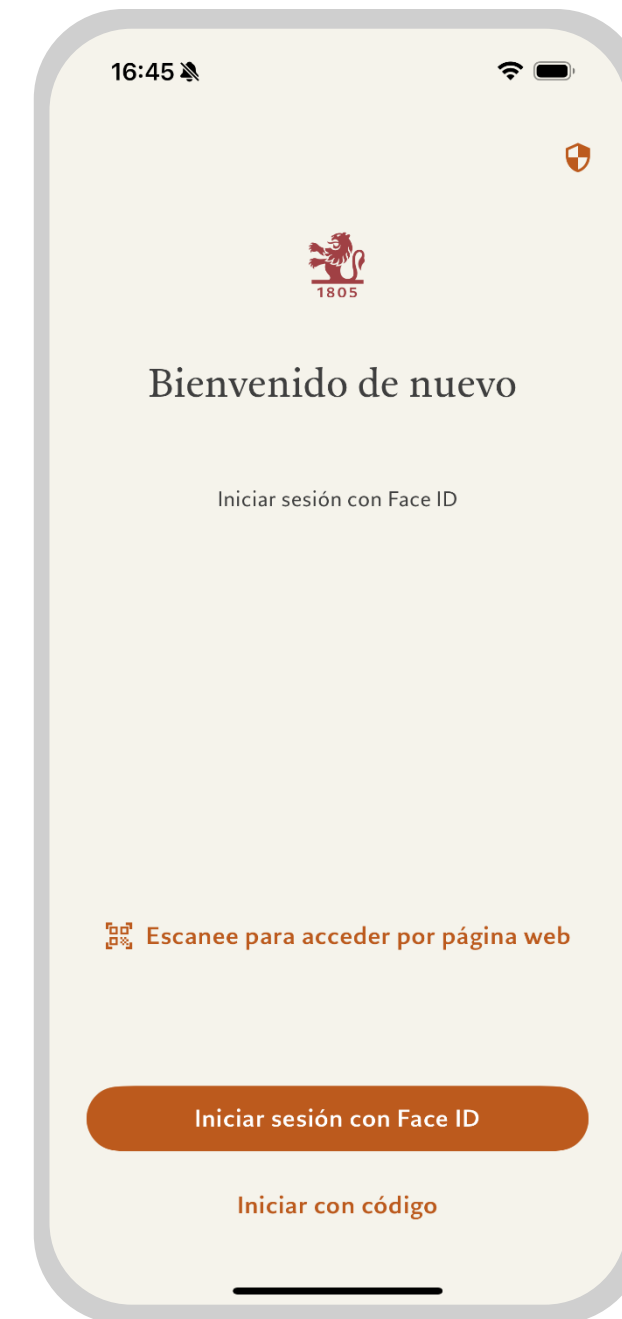 16:45
1805
Bienvenido de nuevo
Iniciar sesión con Face ID
Escanee para acceder por página web
Iniciar sesión con Face ID
Iniciar con código